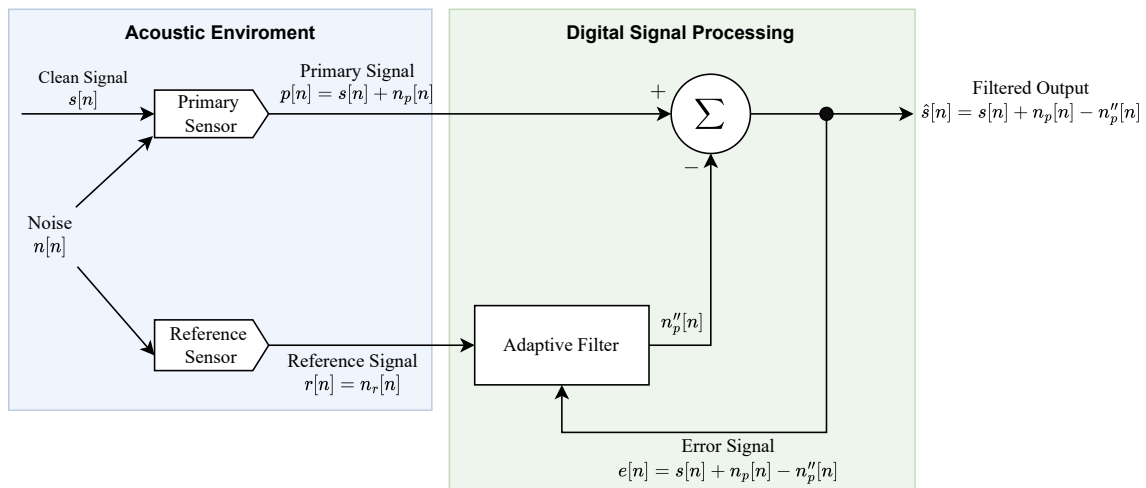 Acoustic Enviroment
Digital Signal Processing
Clean Signal
s[n]
Primary
Sensor
Primary Signal
p[n] = s[n] + n_p[n]
+
Σ
−
Filtered Output
ŝ[n] = s[n] + n_p[n] − n''_p[n]
Noise
n[n]
Reference
Sensor
Reference Signal
r[n] = n_r[n]
Adaptive Filter
n''_p[n]
Error Signal
e[n] = s[n] + n_p[n] − n''_p[n]